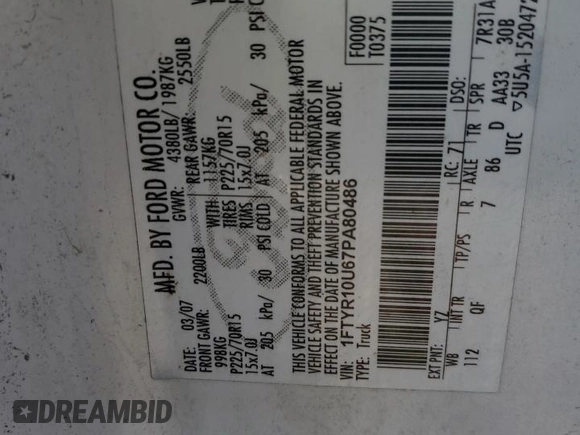 MFD. BY FORD MOTOR CO.
DATE: 03/07 GVWR: 4380LB/ 1987KG
FRONT GAWR: 2200LB REAR GAWR: 2550LB
998KG WITH 1157KG
P225/70R15 TIRES P225/70R15
15x7.0J RIMS 15x7.0J
AT 205 kPa/ 30 PSI COLD AT 205 kPa/ 30 PSI
THIS VEHICLE CONFORMS TO ALL APPLICABLE FEDERAL MOTOR
VEHICLE SAFETY AND THEFT PREVENTION STANDARDS IN
EFFECT ON THE DATE OF MANUFACTURE SHOWN ABOVE.
VIN: 1FTYR10U67PA80486
TYPE: Truck
F0000
T0375
EXT PNT: YZ RC: 71 DSO:
WB INT TR TP/PS R AXLE TR SPR 7R31A
112 QF 7 86 D AA33 30B
UTC ▽5U5A-1520472
DREAMBID